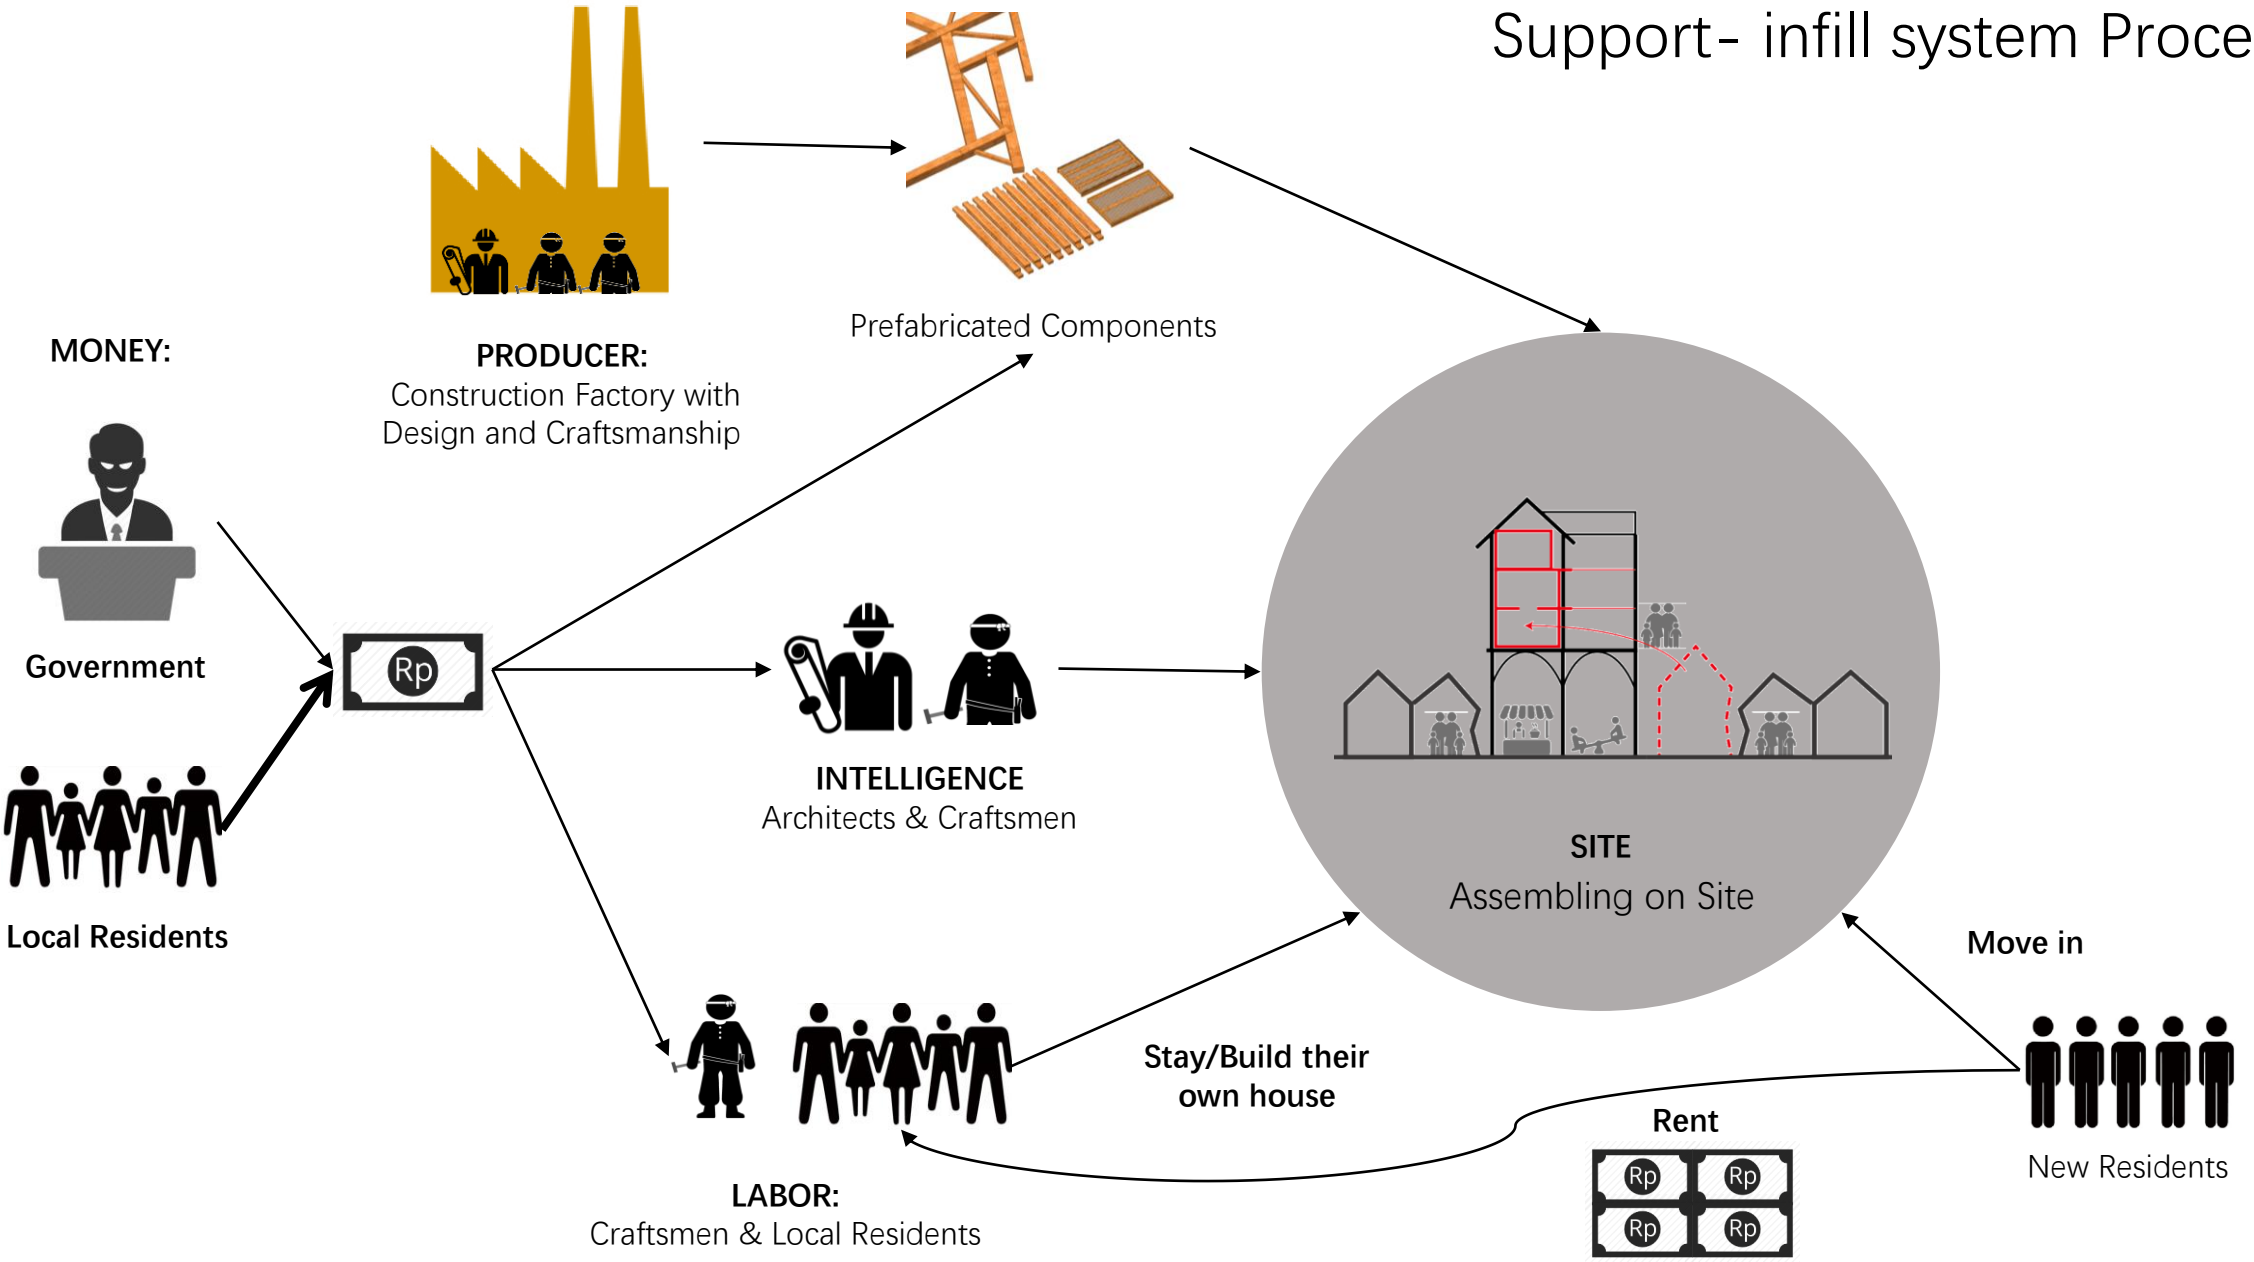 Support- infill system Proce
Prefabricated Components
MONEY:
PRODUCER:
Construction Factory with
Design and Craftsmanship
Government
Rp
INTELLIGENCE
Architects & Craftsmen
SITE
Assembling on Site
Local Residents
Move in
Stay/Build their
own house
Rent
New Residents
Rp Rp
Rp Rp
LABOR:
Craftsmen & Local Residents